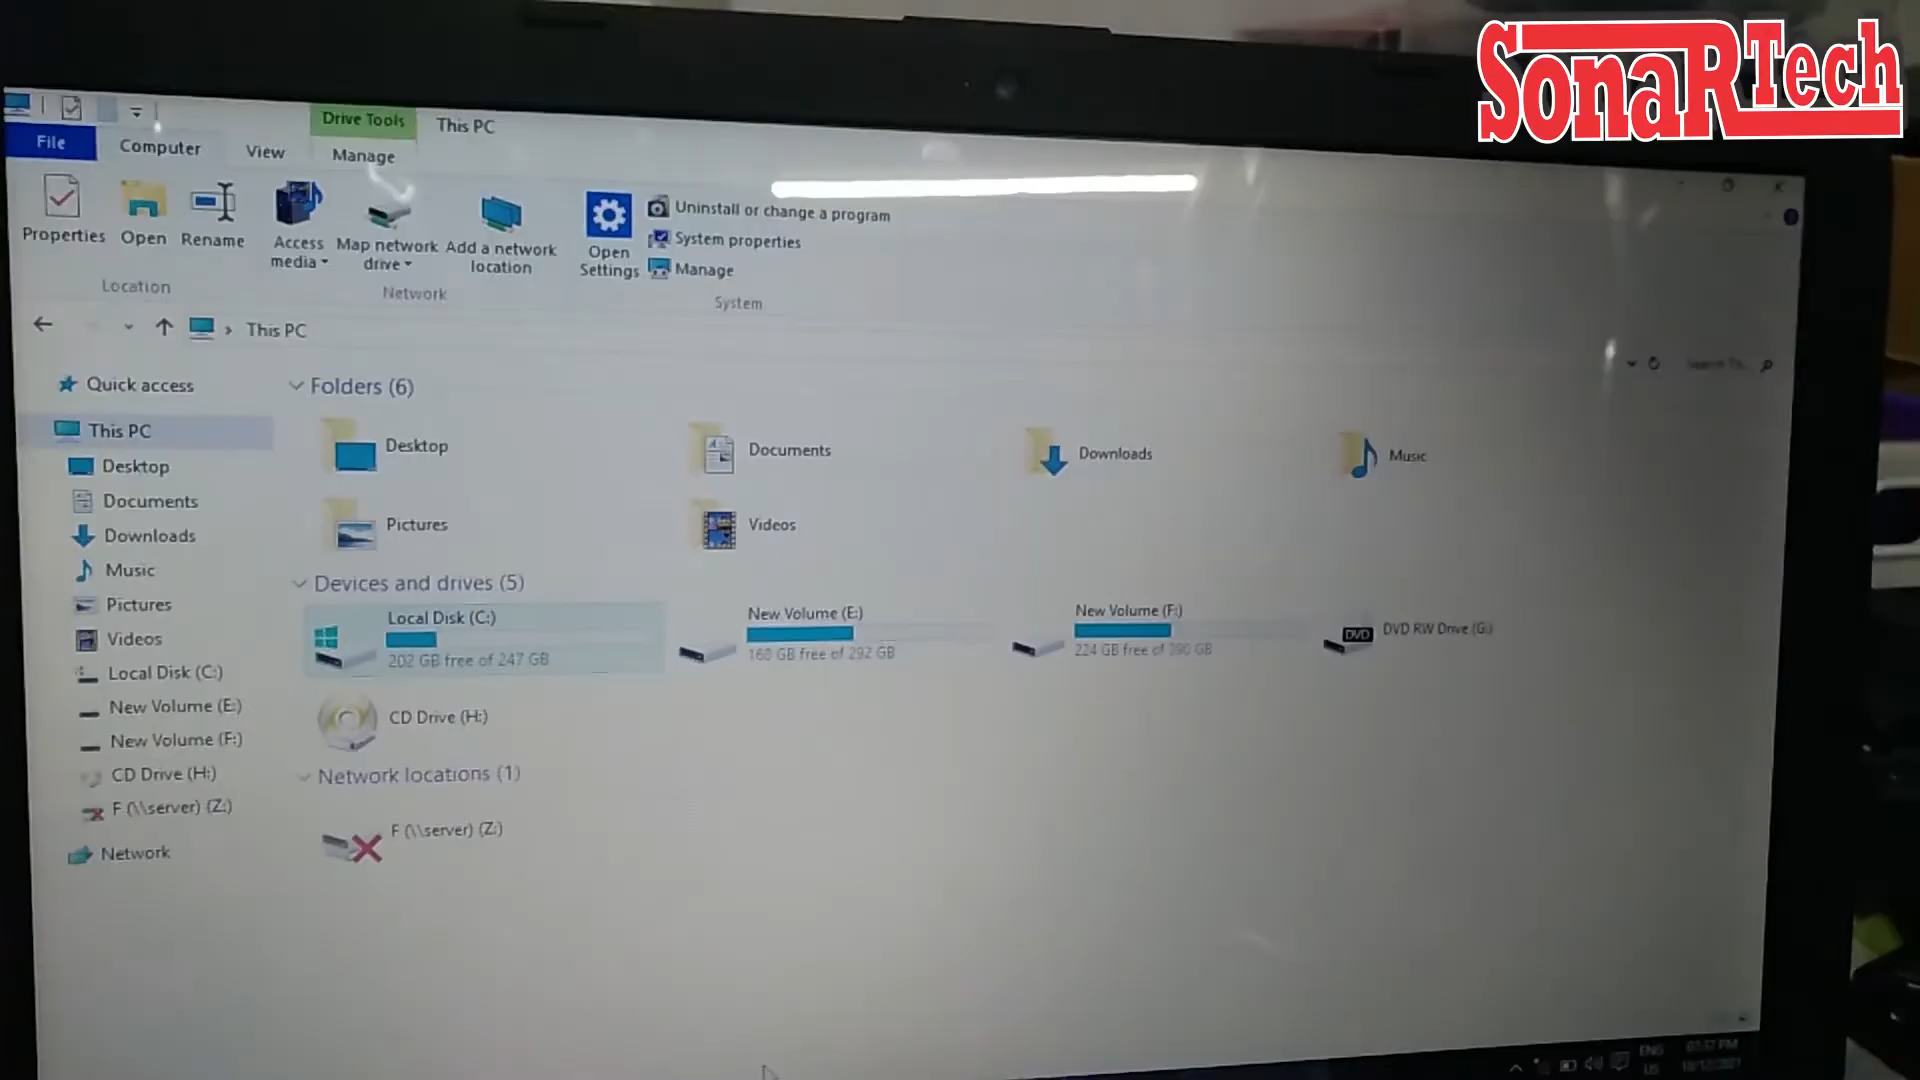 SonaRTech
Drive Tools
This PC
File
Computer
View
Manage
Properties
Open
Rename
Access media
Map network drive
Add a network location
Open Settings
Uninstall or change a program
System properties
Manage
Location
Network
System
This PC
Quick access
This PC
Desktop
Documents
Downloads
Music
Pictures
Videos
Local Disk (C:)
New Volume (E:)
New Volume (F:)
CD Drive (H:)
F (\\server) (Z:)
Network
Folders (6)
Desktop
Documents
Downloads
Music
Pictures
Videos
Devices and drives (5)
Local Disk (C:)
202 GB free of 247 GB
New Volume (E:)
160 GB free of 292 GB
New Volume (F:)
224 GB free of 390 GB
DVD
DVD RW Drive (G:)
CD Drive (H:)
Network locations (1)
F (\\server) (Z:)
ENG
US